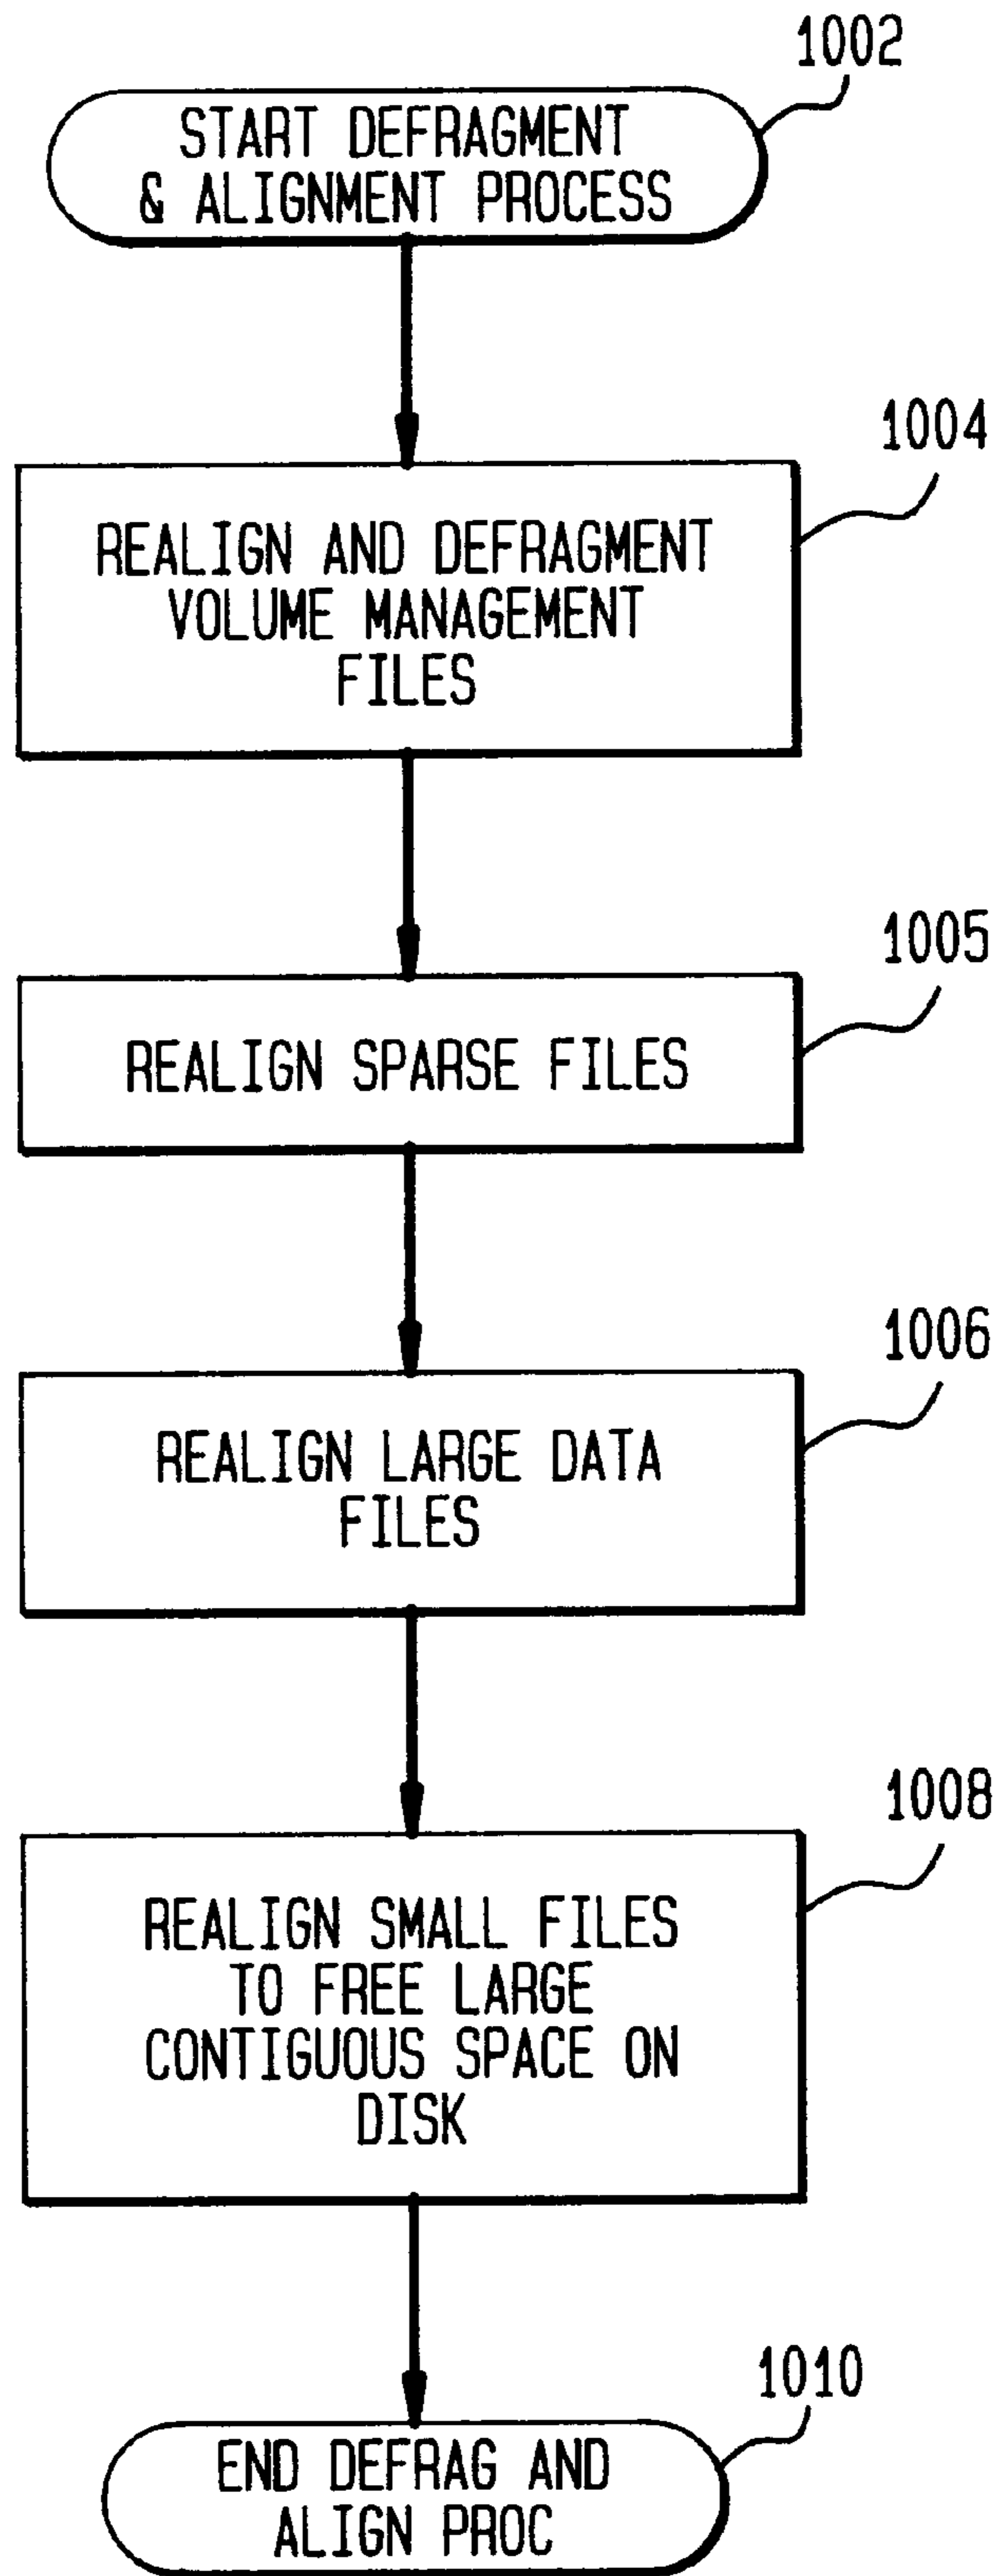 1002
START DEFRAGMENT
& ALIGNMENT PROCESS
1004
REALIGN AND DEFRAGMENT
VOLUME MANAGEMENT
FILES
1005
REALIGN SPARSE FILES
1006
REALIGN LARGE DATA
FILES
1008
REALIGN SMALL FILES
TO FREE LARGE
CONTIGUOUS SPACE ON
DISK
1010
END DEFRAG AND
ALIGN PROC